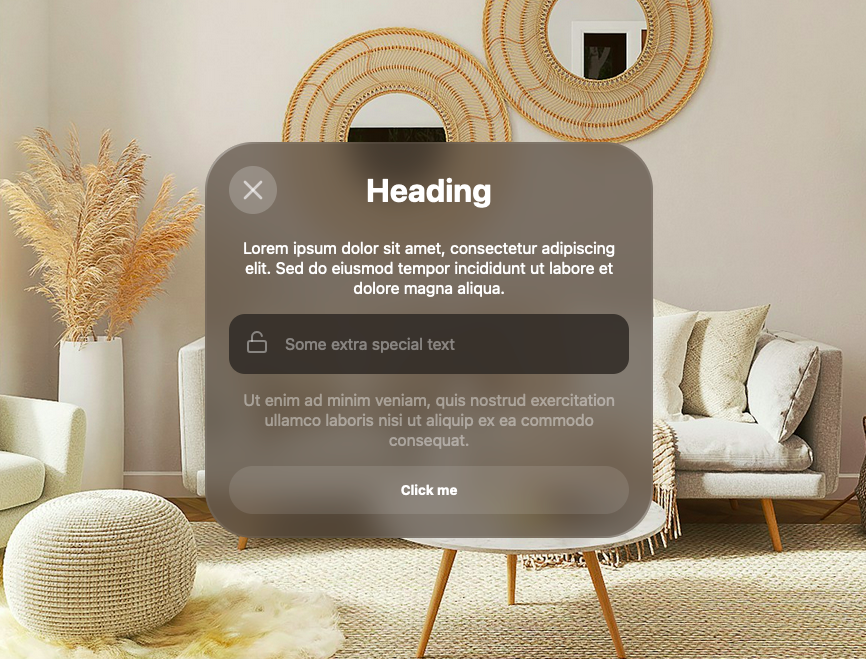 Heading
Lorem ipsum dolor sit amet, consectetur adipiscing
elit. Sed do eiusmod tempor incididunt ut labore et
dolore magna aliqua.
Some extra special text
Ut enim ad minim veniam, quis nostrud exercitation
ullamco laboris nisi ut aliquip ex ea commodo
consequat.
Click me